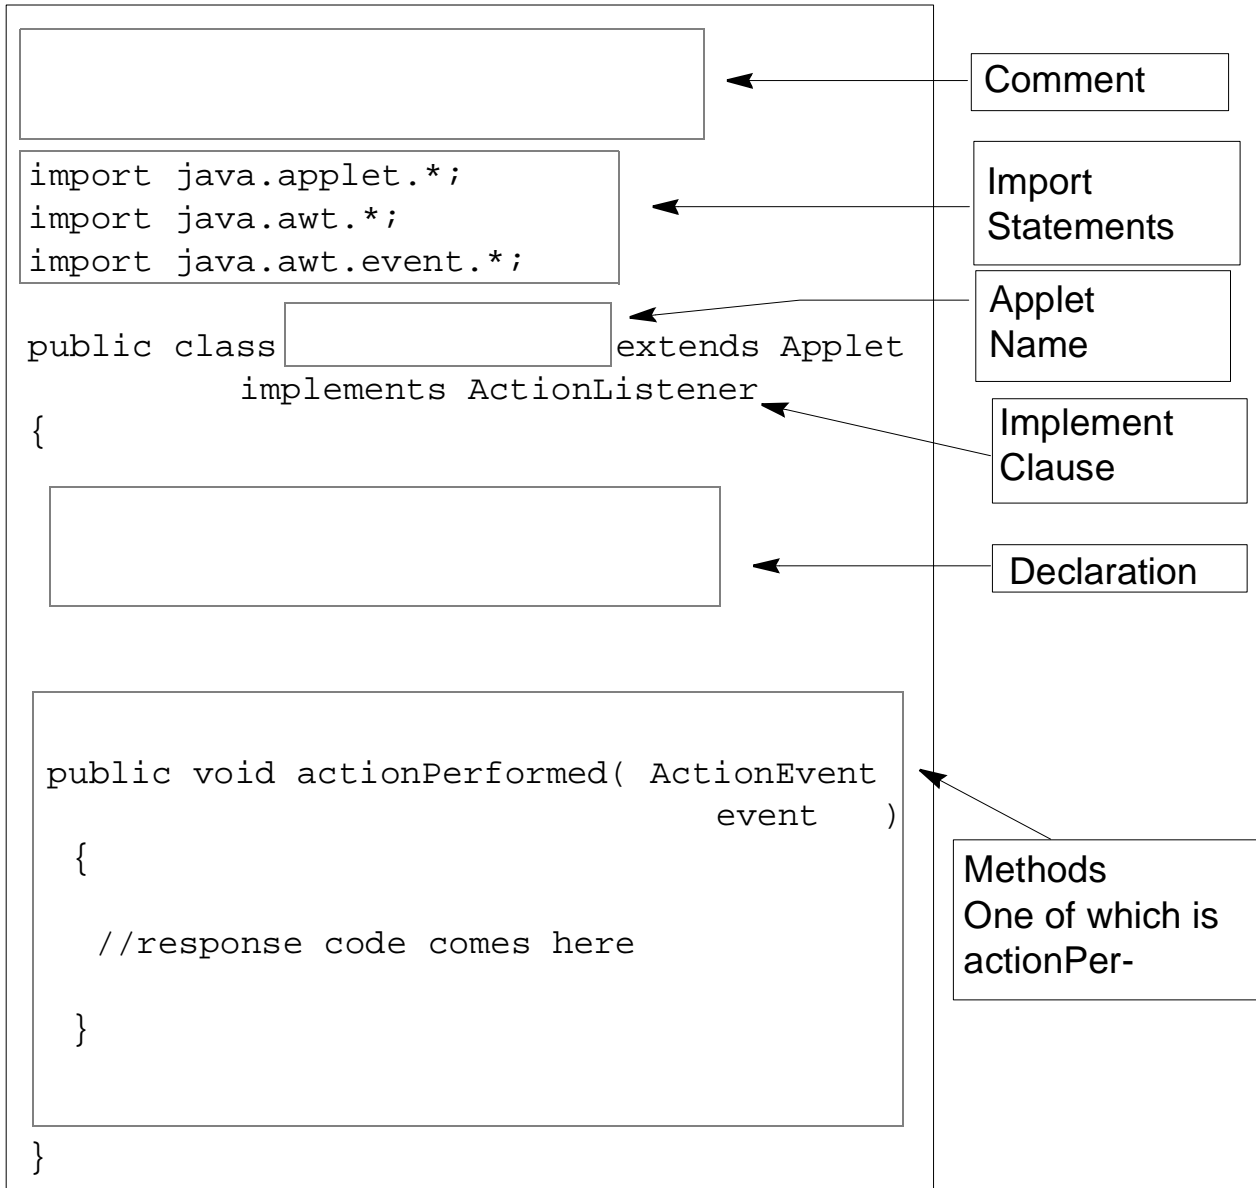 Comment
import java.applet.*;
import java.awt.*;
import java.awt.event.*;
Import
Statements
Applet
Name
public class extends Applet
implements ActionListener
{
Implement
Clause
Declaration
public void actionPerformed( ActionEvent
event )
{
//response code comes here
}
Methods
One of which is
actionPer-
}